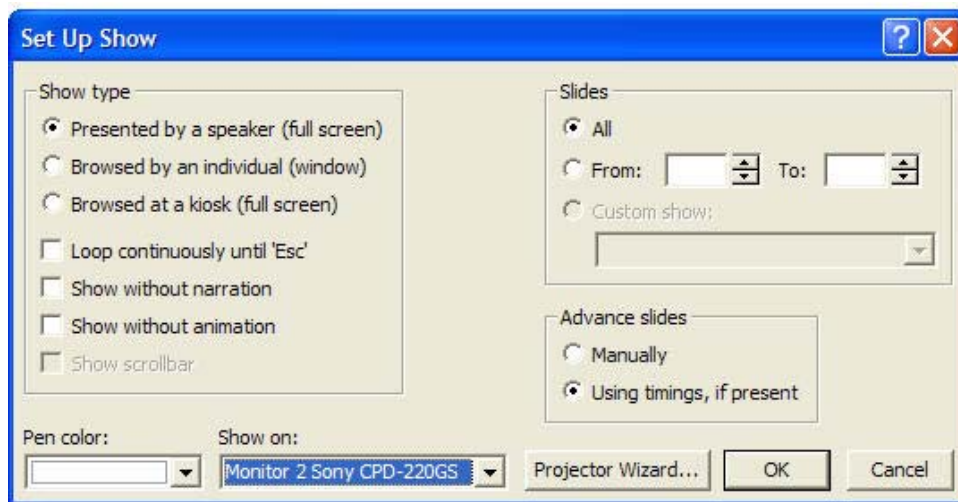 Set Up Show
Show type
Presented by a speaker (full screen)
Browsed by an individual (window)
Browsed at a kiosk (full screen)
Loop continuously until 'Esc'
Show without narration
Show without animation
Show scrollbar
Slides
All
From: To:
Custom show:
Advance slides
Manually
Using timings, if present
Pen color:
Show on:
Monitor 2 Sony CPD-220GS
Projector Wizard...
OK
Cancel